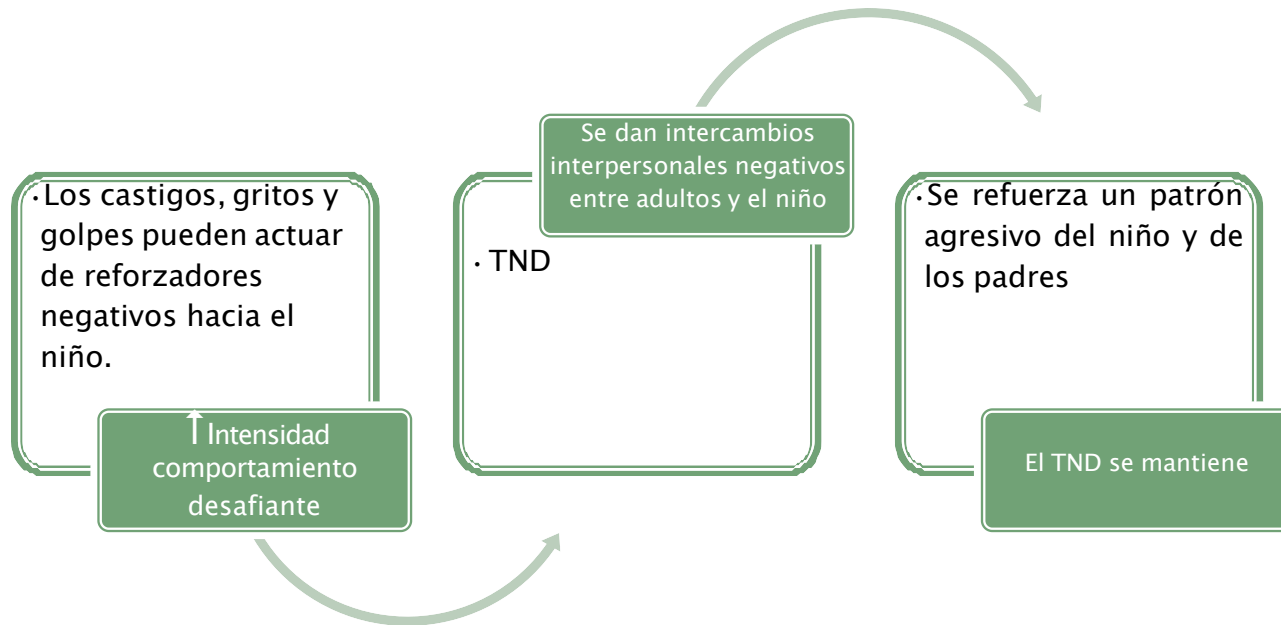 ·Los castigos, gritos y
golpes pueden actuar
de reforzadores
negativos hacia el
niño.
↑ Intensidad
comportamiento
desafiante
Se dan intercambios
interpersonales negativos
entre adultos y el niño
· TND
·Se refuerza un patrón
agresivo del niño y de
los padres
El TND se mantiene